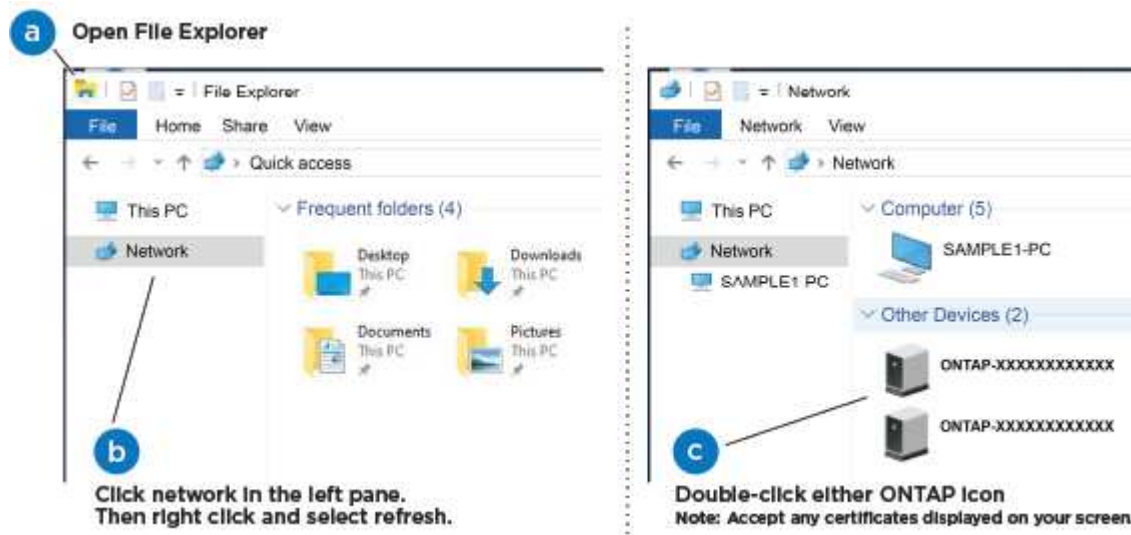 a Open File Explorer
File Explorer
File Home Share View
Quick access
This PC
Network
Frequent folders (4)
Desktop
This PC
Downloads
This PC
Documents
This PC
Pictures
This PC
b
Click network in the left pane.
Then right click and select refresh.
Network
File Network View
Network
This PC
Network
SAMPLE1 PC
Computer (5)
SAMPLE1-PC
Other Devices (2)
ONTAP-XXXXXXXXXXXX
ONTAP-XXXXXXXXXXXX
c
Double-click either ONTAP icon
Note: Accept any certificates displayed on your screen